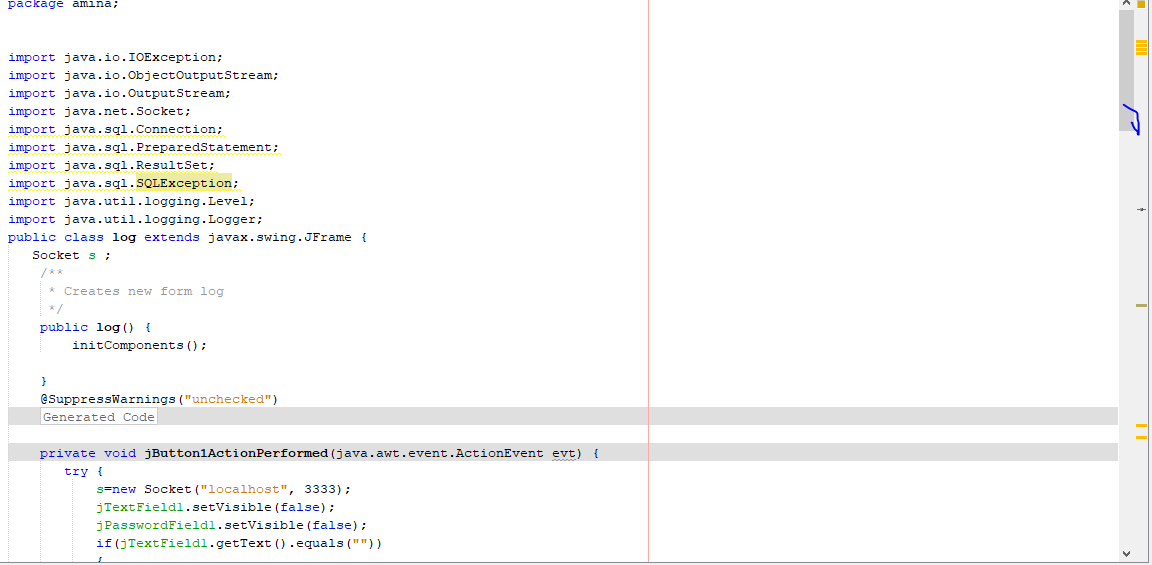 package amina;
import java.io.IOException;
import java.io.ObjectOutputStream;
import java.io.OutputStream;
import java.net.Socket;
import java.sql.Connection;
import java.sql.PreparedStatement;
import java.sql.ResultSet;
import java.sql.SQLException;
import java.util.logging.Level;
import java.util.logging.Logger;
public class log extends javax.swing.JFrame {
Socket s ;
/**
* Creates new form log
*/
public log() {
initComponents();
}
@SuppressWarnings("unchecked")
Generated Code
private void jButton1ActionPerformed(java.awt.event.ActionEvent evt) {
try {
s=new Socket("localhost", 3333);
jTextField1.setVisible(false);
jPasswordField1.setVisible(false);
if(jTextField1.getText().equals(""))
{